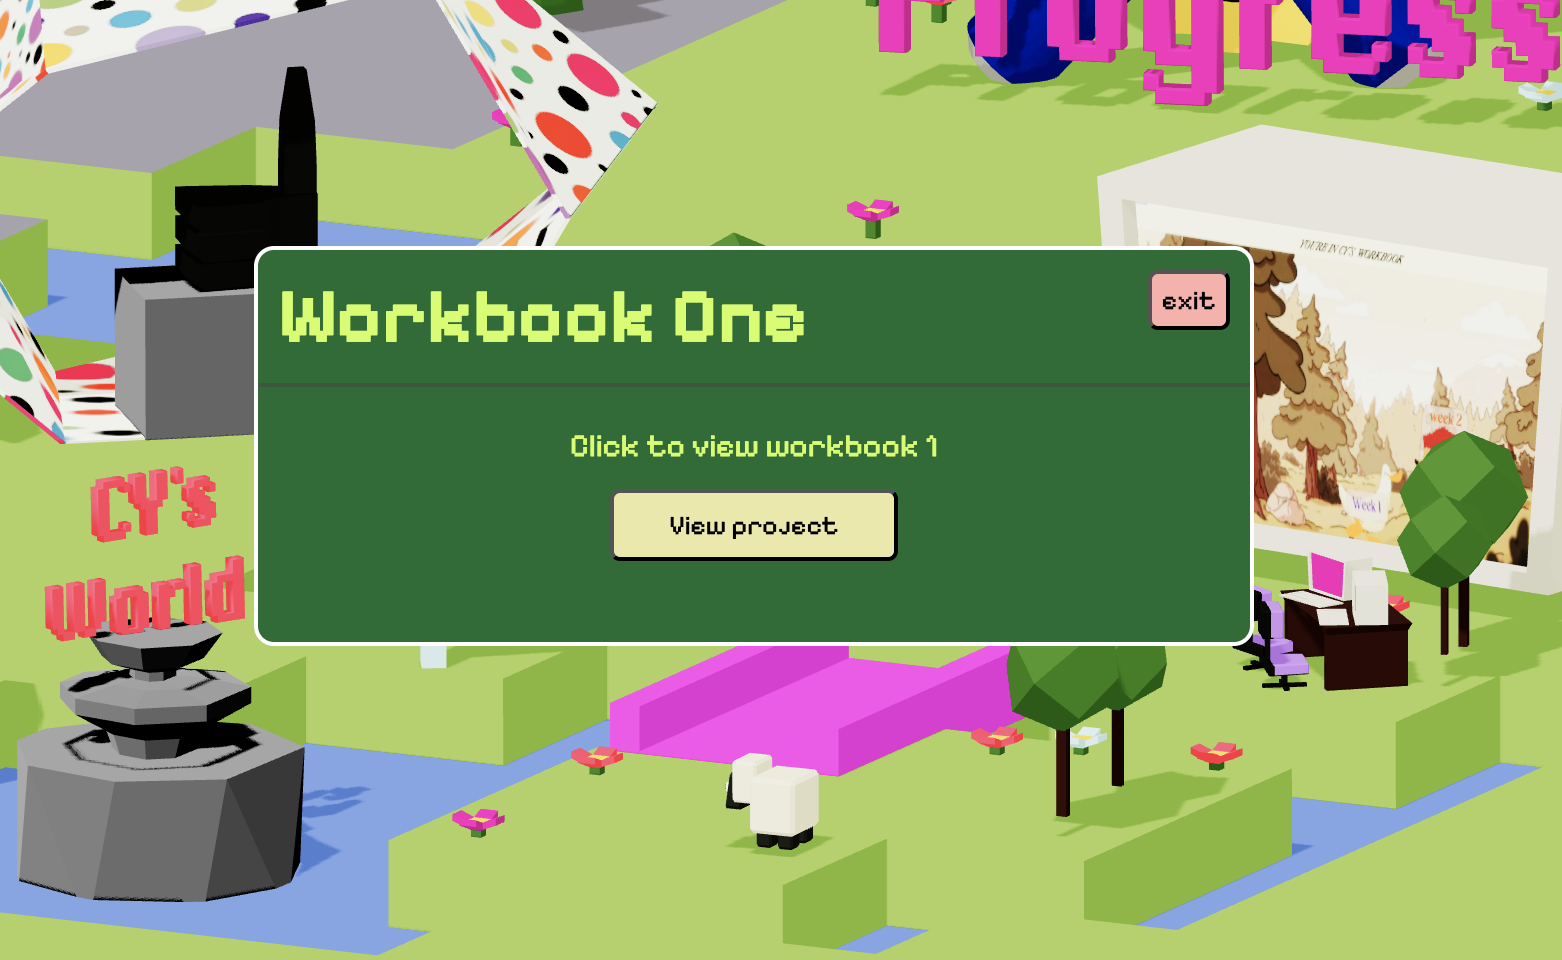 Progress
YOU'RE IN CY'S WORKBOOK
Workbook One
exit
week 2
Click to view workbook 1
Week 1
View project
CY's
world